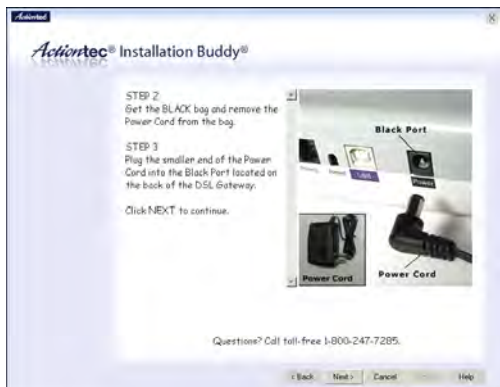 Actiontec
Actiontec® Installation Buddy®
STEP 2
Get the BLACK bag and remove the
Power Cord from the bag.
STEP 3
Plug the smaller end of the Power
Cord into the Black Port located on
the back of the DSL Gateway.
Click NEXT to continue.
Black Port
Reset
USB
Power
Power Cord
Power Cord
Questions? Call toll-free 1-800-247-7285.
< Back
Next >
Cancel
Help